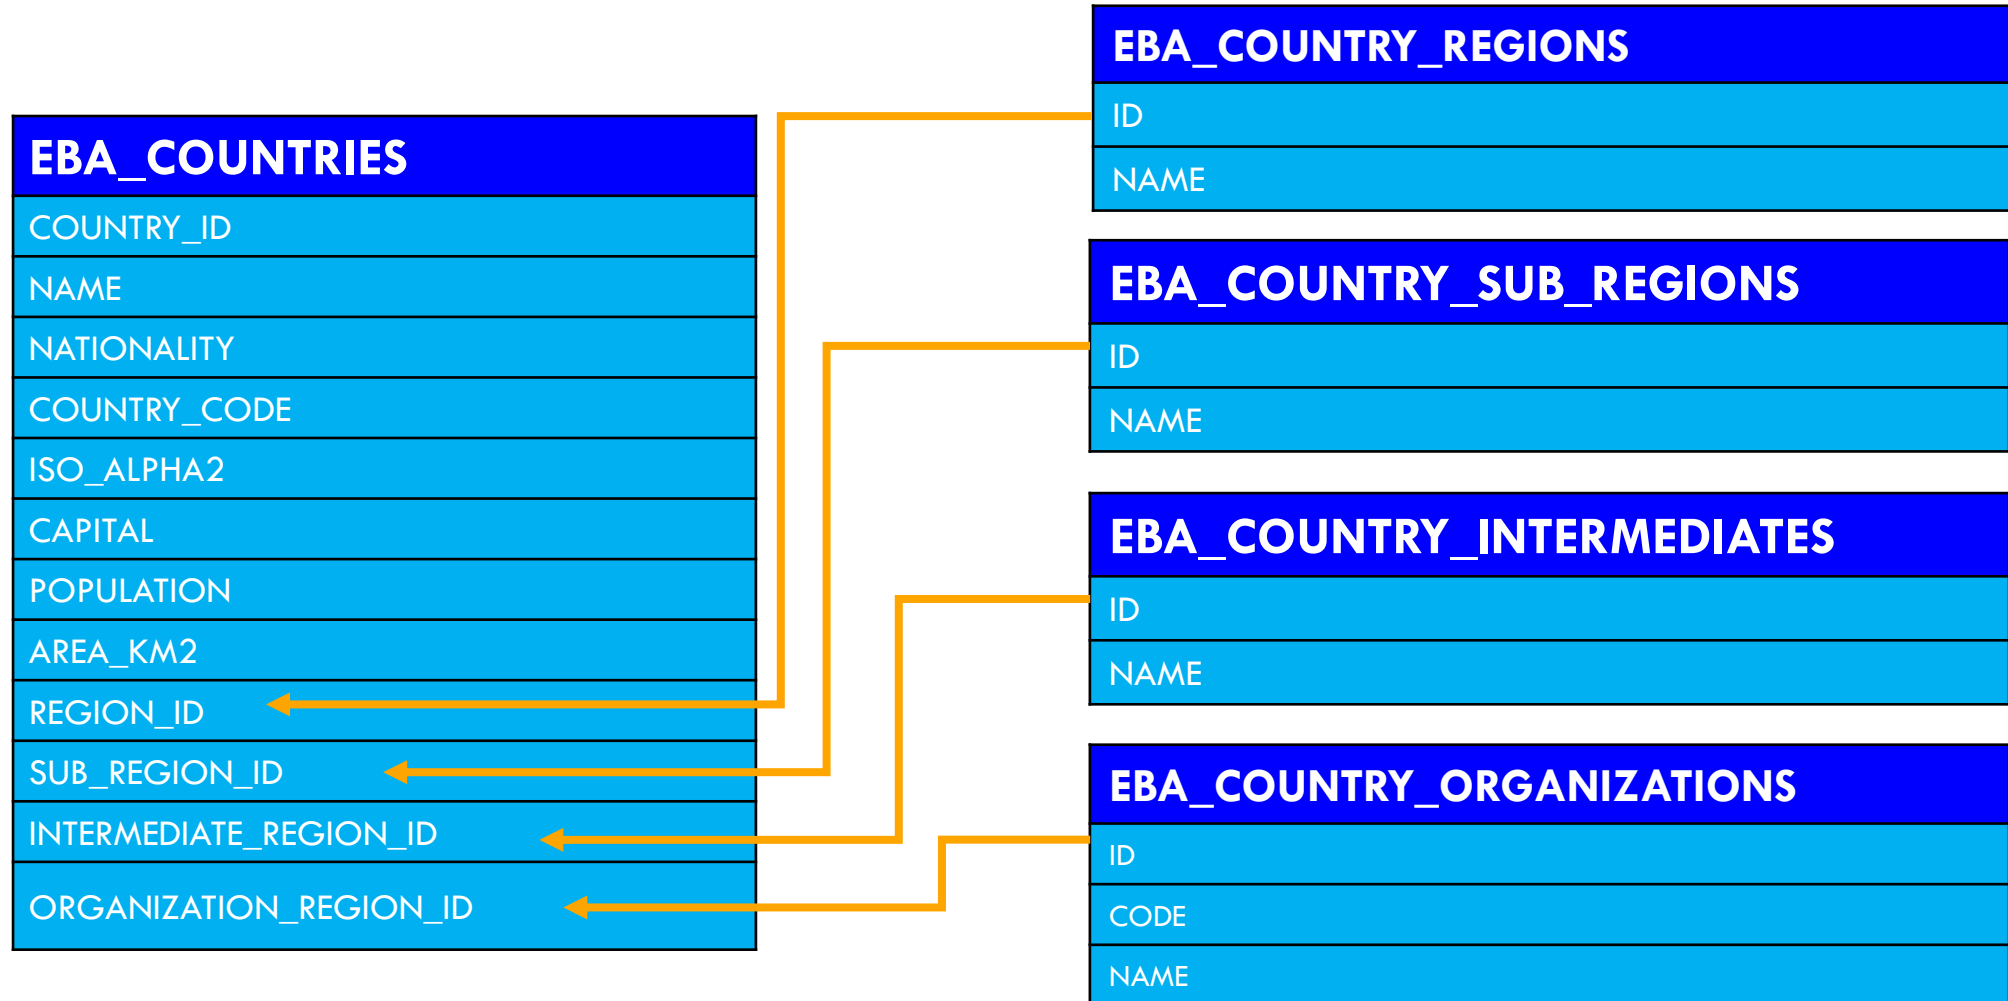 EBA_COUNTRIES
COUNTRY_ID
NAME
NATIONALITY
COUNTRY_CODE
ISO_ALPHA2
CAPITAL
POPULATION
AREA_KM2
REGION_ID
SUB_REGION_ID
INTERMEDIATE_REGION_ID
ORGANIZATION_REGION_ID
EBA_COUNTRY_REGIONS
ID
NAME
EBA_COUNTRY_SUB_REGIONS
ID
NAME
EBA_COUNTRY_INTERMEDIATES
ID
NAME
EBA_COUNTRY_ORGANIZATIONS
ID
CODE
NAME